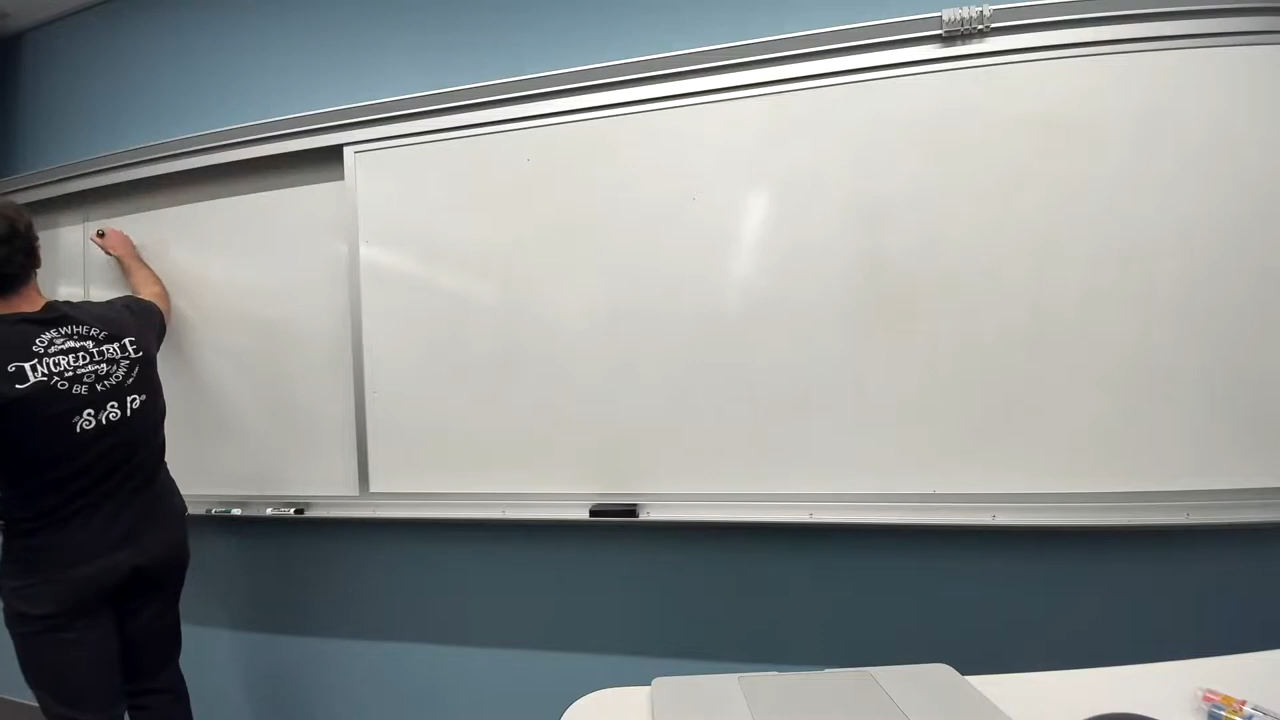 SOMEWHERE
something
INCREDIBLE
is waiting
TO BE KNOWN
SSP